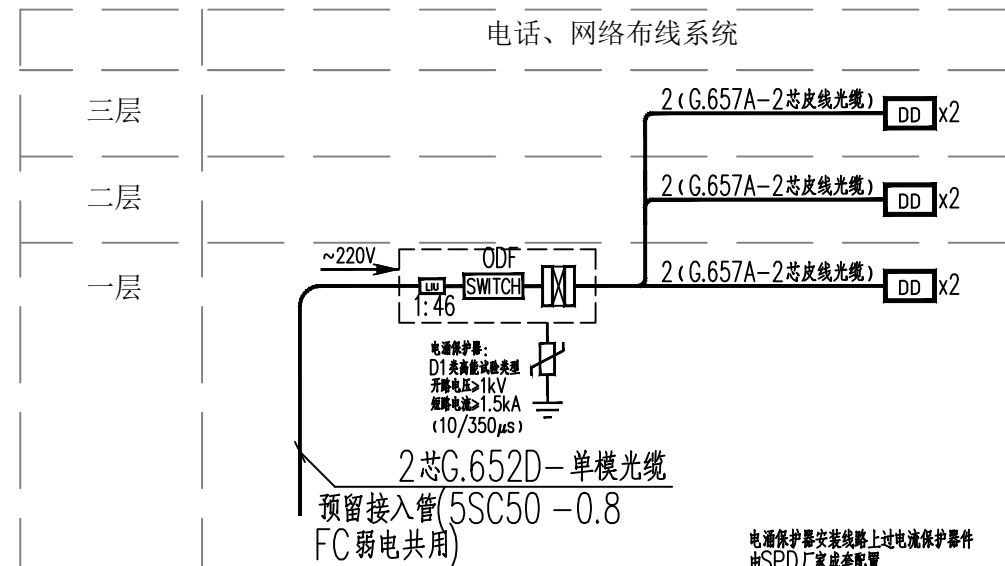 电话、网络布线系统
三层
2(G.657A-2芯皮线光缆)
DD x2
二层
2(G.657A-2芯皮线光缆)
DD x2
~220V
ODF
一层
LIU
SWITCH
1:46
2(G.657A-2芯皮线光缆)
DD x2
电涌保护器:
D1类高能试验类型
开路电压≥1kV
短路电流≥1.5kA
(10/350μs)
2芯G.652D-单模光缆
预留接入管(5SC50 -0.8
FC弱电共用)
电涌保护器安装线路上过电流保护器件
由SPD厂家成套配置